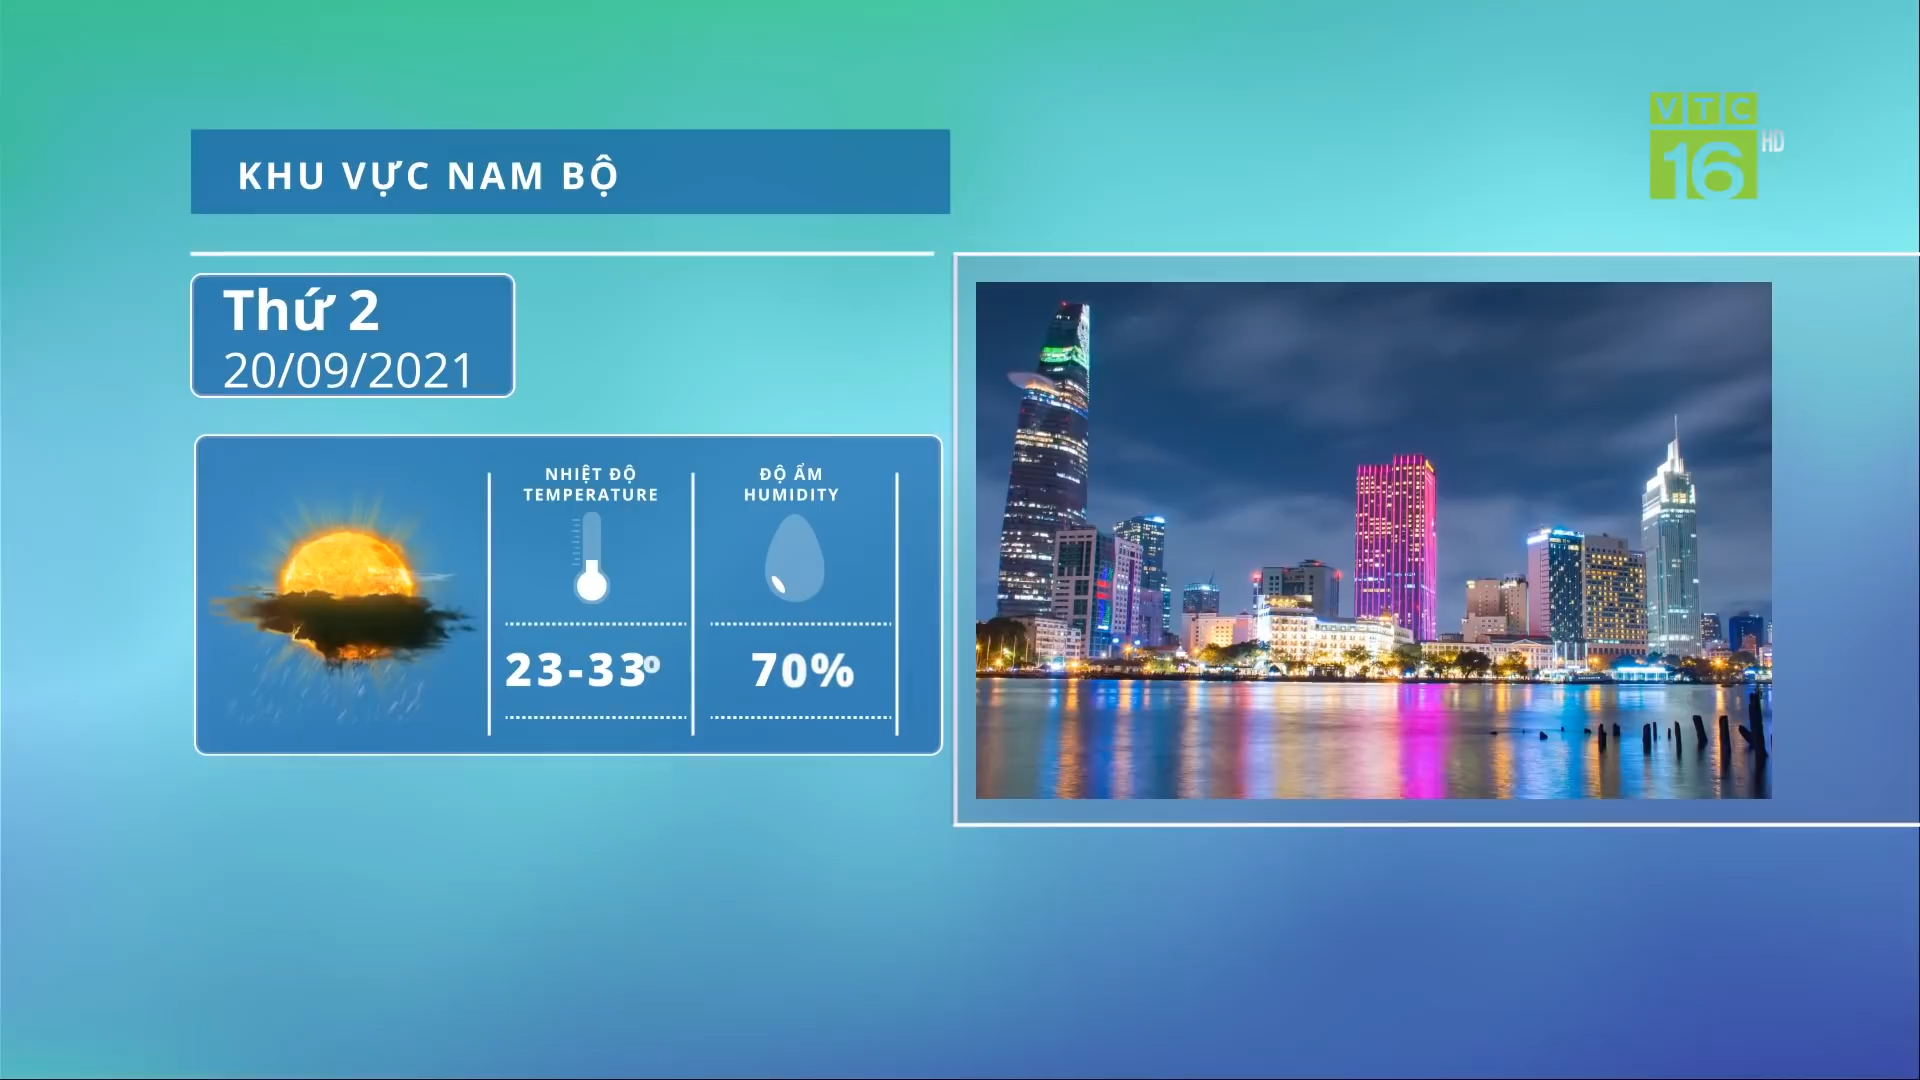 KHU VỰC NAM BỘ
VTC
16
HD
Thứ 2
20/09/2021
NHIỆT ĐỘ
TEMPERATURE
23-33º
ĐỘ ẨM
HUMIDITY
70%